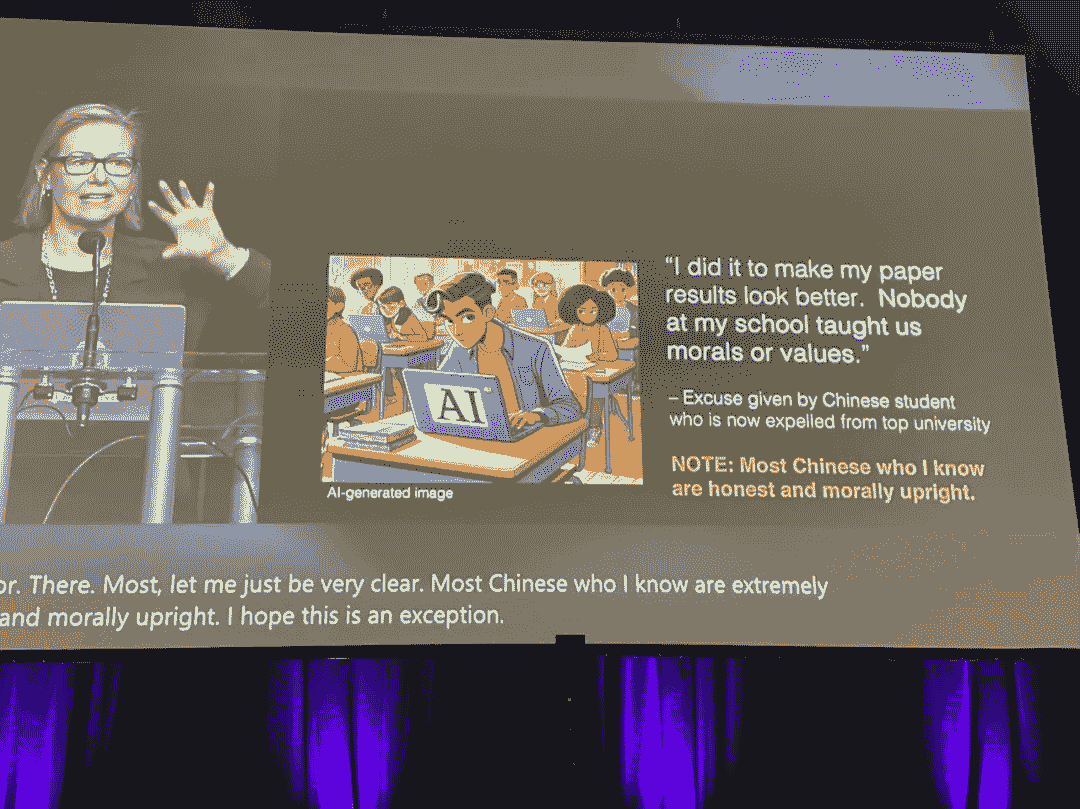 AI
AI-generated image
“I did it to make my paper
results look better.  Nobody
at my school taught us
morals or values.”
– Excuse given by Chinese student
who is now expelled from top university
NOTE: Most Chinese who I know
are honest and morally upright.
or. There. Most, let me just be very clear. Most Chinese who I know are extremely
and morally upright. I hope this is an exception.